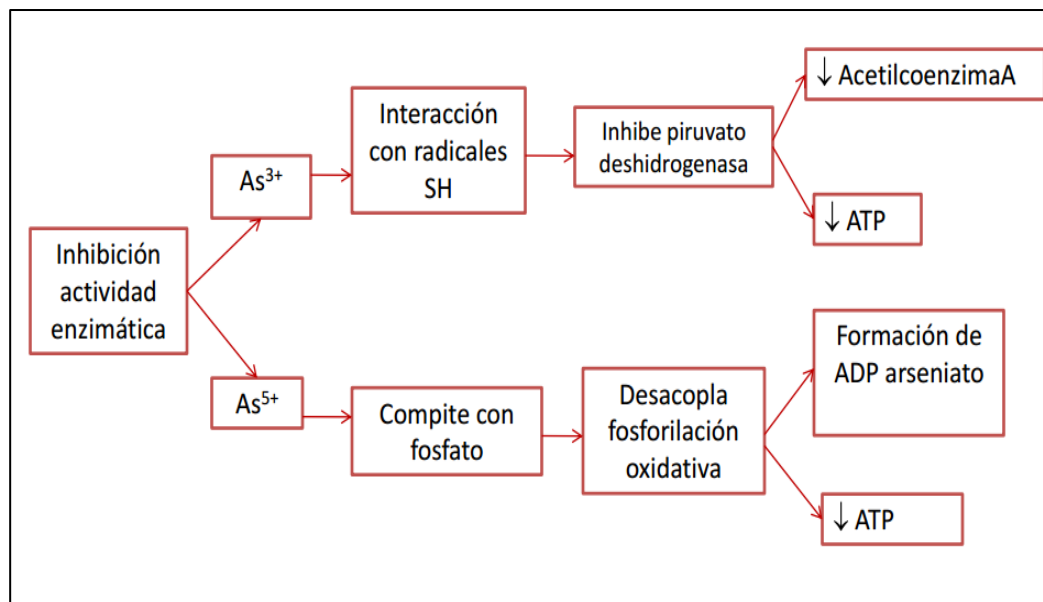 Inhibición
actividad
enzimática
As3+
Interacción
con radicales
SH
Inhibe piruvato
deshidrogenasa
↓ AcetilcoenzimaA
↓ ATP
As5+
Compite con
fosfato
Desacopla
fosforilación
oxidativa
Formación de
ADP arseniato
↓ ATP